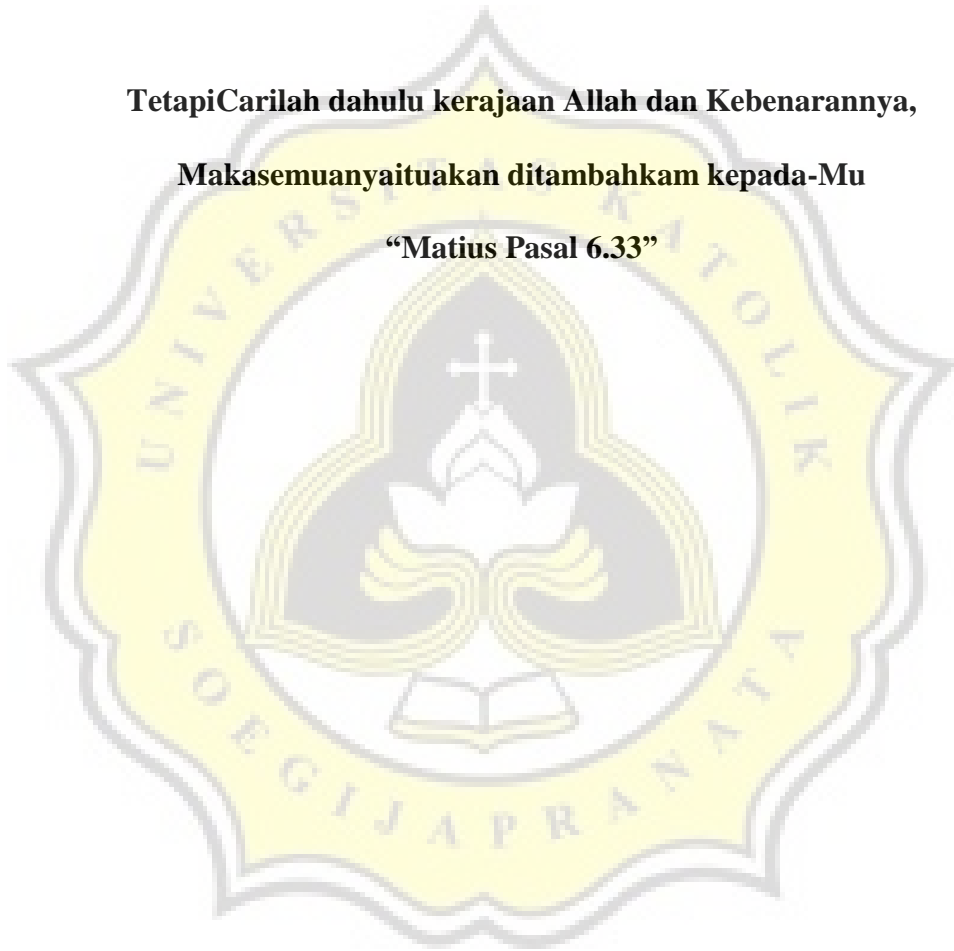 TetapiCarilah dahulu kerajaan Allah dan Kebenarannya,
Makasemuanyaituakan ditambahkam kepada-Mu
“Matius Pasal 6.33”
UNIVERSITAS KATOLIK
SOEGIJAPRANATA